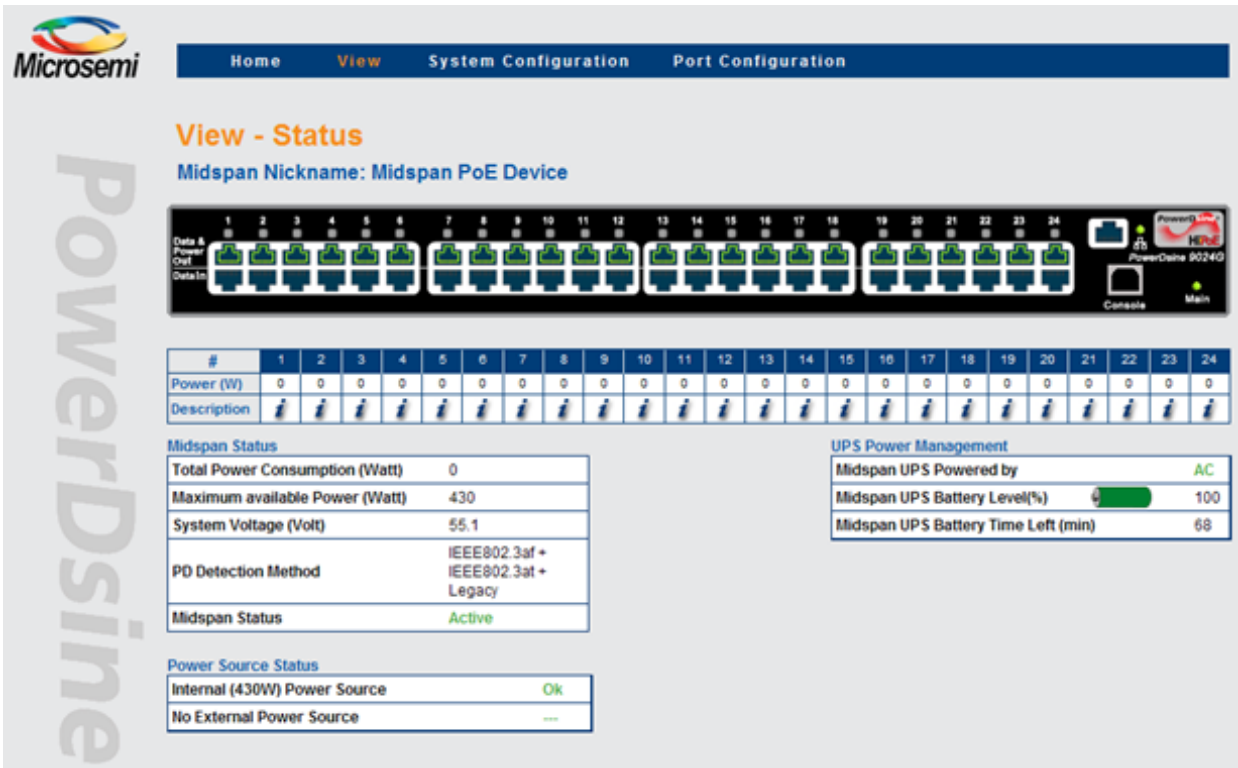 Microsemi
Home View System Configuration Port Configuration
View - Status
Midspan Nickname: Midspan PoE Device
PowerDsine
1 2 3 4 5 6 7 8 9 10 11 12 13 14 15 16 17 18 19 20 21 22 23 24
Data &
Power
Out
Data In
PowerDsine
HiPoE
PowerDsine 9024G
Console
Main
# 1 2 3 4 5 6 7 8 9 10 11 12 13 14 15 16 17 18 19 20 21 22 23 24
Power (W) 0 0 0 0 0 0 0 0 0 0 0 0 0 0 0 0 0 0 0 0 0 0 0 0
Description i i i i i i i i i i i i i i i i i i i i i i i i
Midspan Status
Total Power Consumption (Watt) 0
Maximum available Power (Watt) 430
System Voltage (Volt) 55.1
PD Detection Method IEEE802.3af +
IEEE802.3at +
Legacy
Midspan Status Active
UPS Power Management
Midspan UPS Powered by AC
Midspan UPS Battery Level(%) 100
Midspan UPS Battery Time Left (min) 68
Power Source Status
Internal (430W) Power Source Ok
No External Power Source ---